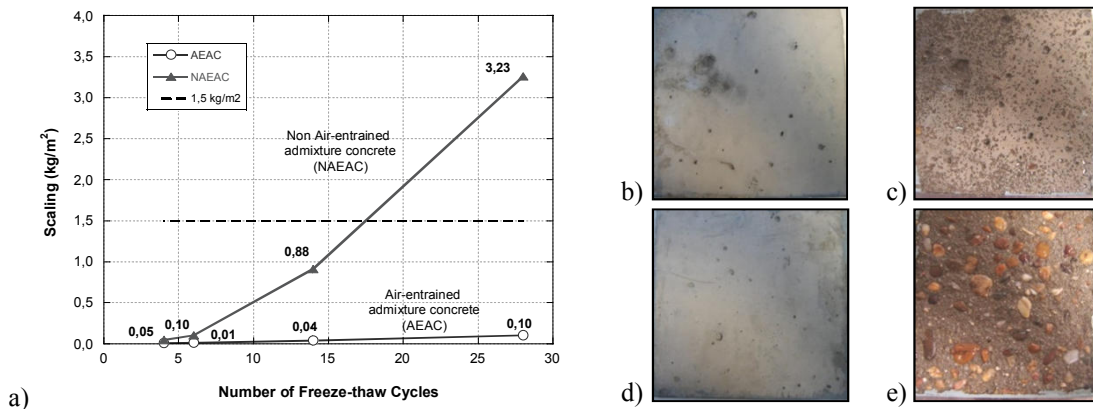 4,0
3,5
3,0
2,5
2,0
1,5
1,0
0,5
0,0
Scaling (kg/m²)
AEAC
NAEAC
1,5 kg/m2
3,23
Non Air-entrained
admixture concrete
(NAEAC)
0,88
Air-entrained
admixture concrete
(AEAC)
0,05
0,10
0,01
0,04
0,10
0 5 10 15 20 25 30
Number of Freeze-thaw Cycles
a)
b)
c)
d)
e)